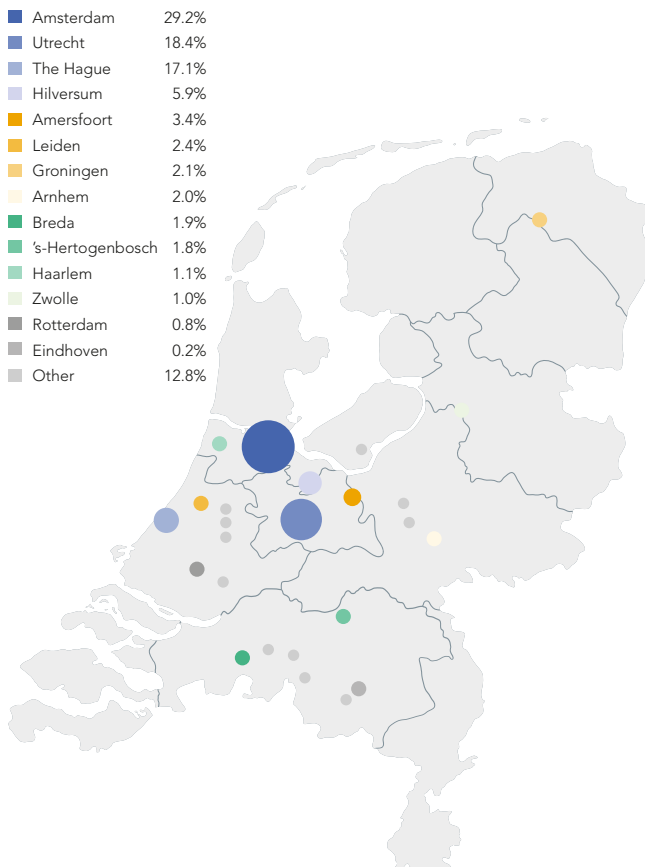 Amsterdam 29.2%
Utrecht 18.4%
The Hague 17.1%
Hilversum 5.9%
Amersfoort 3.4%
Leiden 2.4%
Groningen 2.1%
Arnhem 2.0%
Breda 1.9%
’s-Hertogenbosch 1.8%
Haarlem 1.1%
Zwolle 1.0%
Rotterdam 0.8%
Eindhoven 0.2%
Other 12.8%